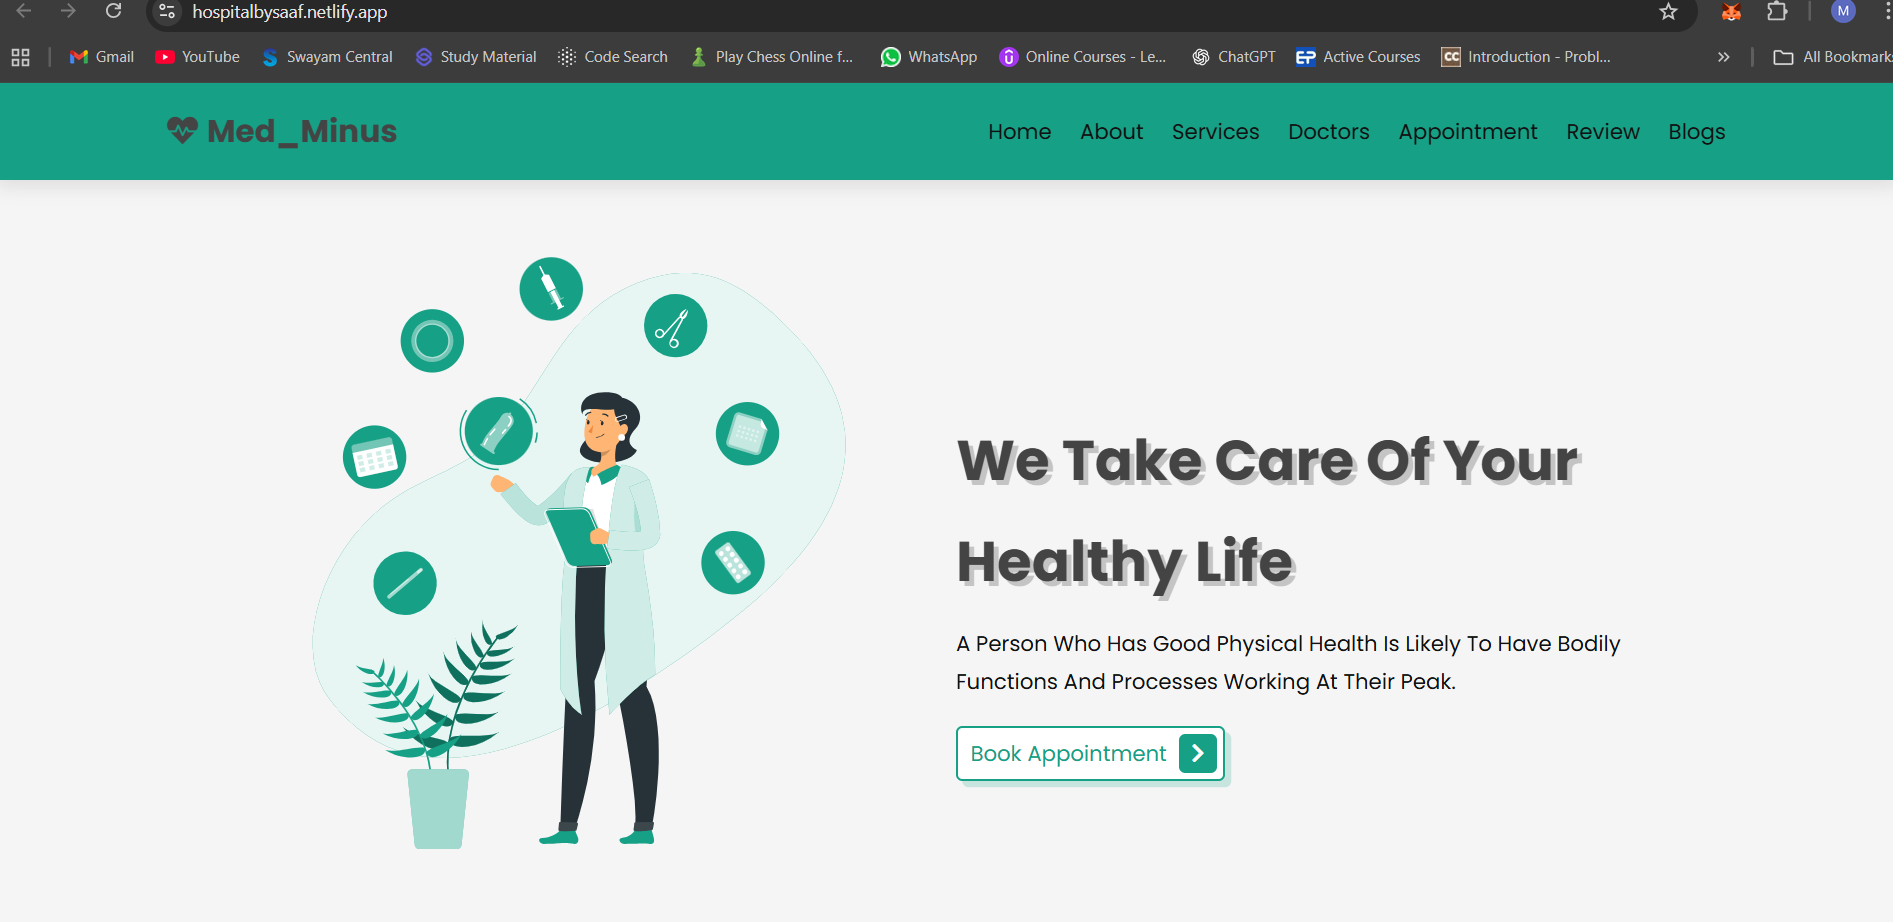 hospitalbysaaf.netlify.app
M
Gmail YouTube Swayam Central Study Material Code Search Play Chess Online f... WhatsApp Online Courses - Le... ChatGPT EP Active Courses CC Introduction - Probl... » All Bookmarks
Med_Minus Home About Services Doctors Appointment Review Blogs
We Take Care Of Your
Healthy Life
A Person Who Has Good Physical Health Is Likely To Have Bodily
Functions And Processes Working At Their Peak.
Book Appointment